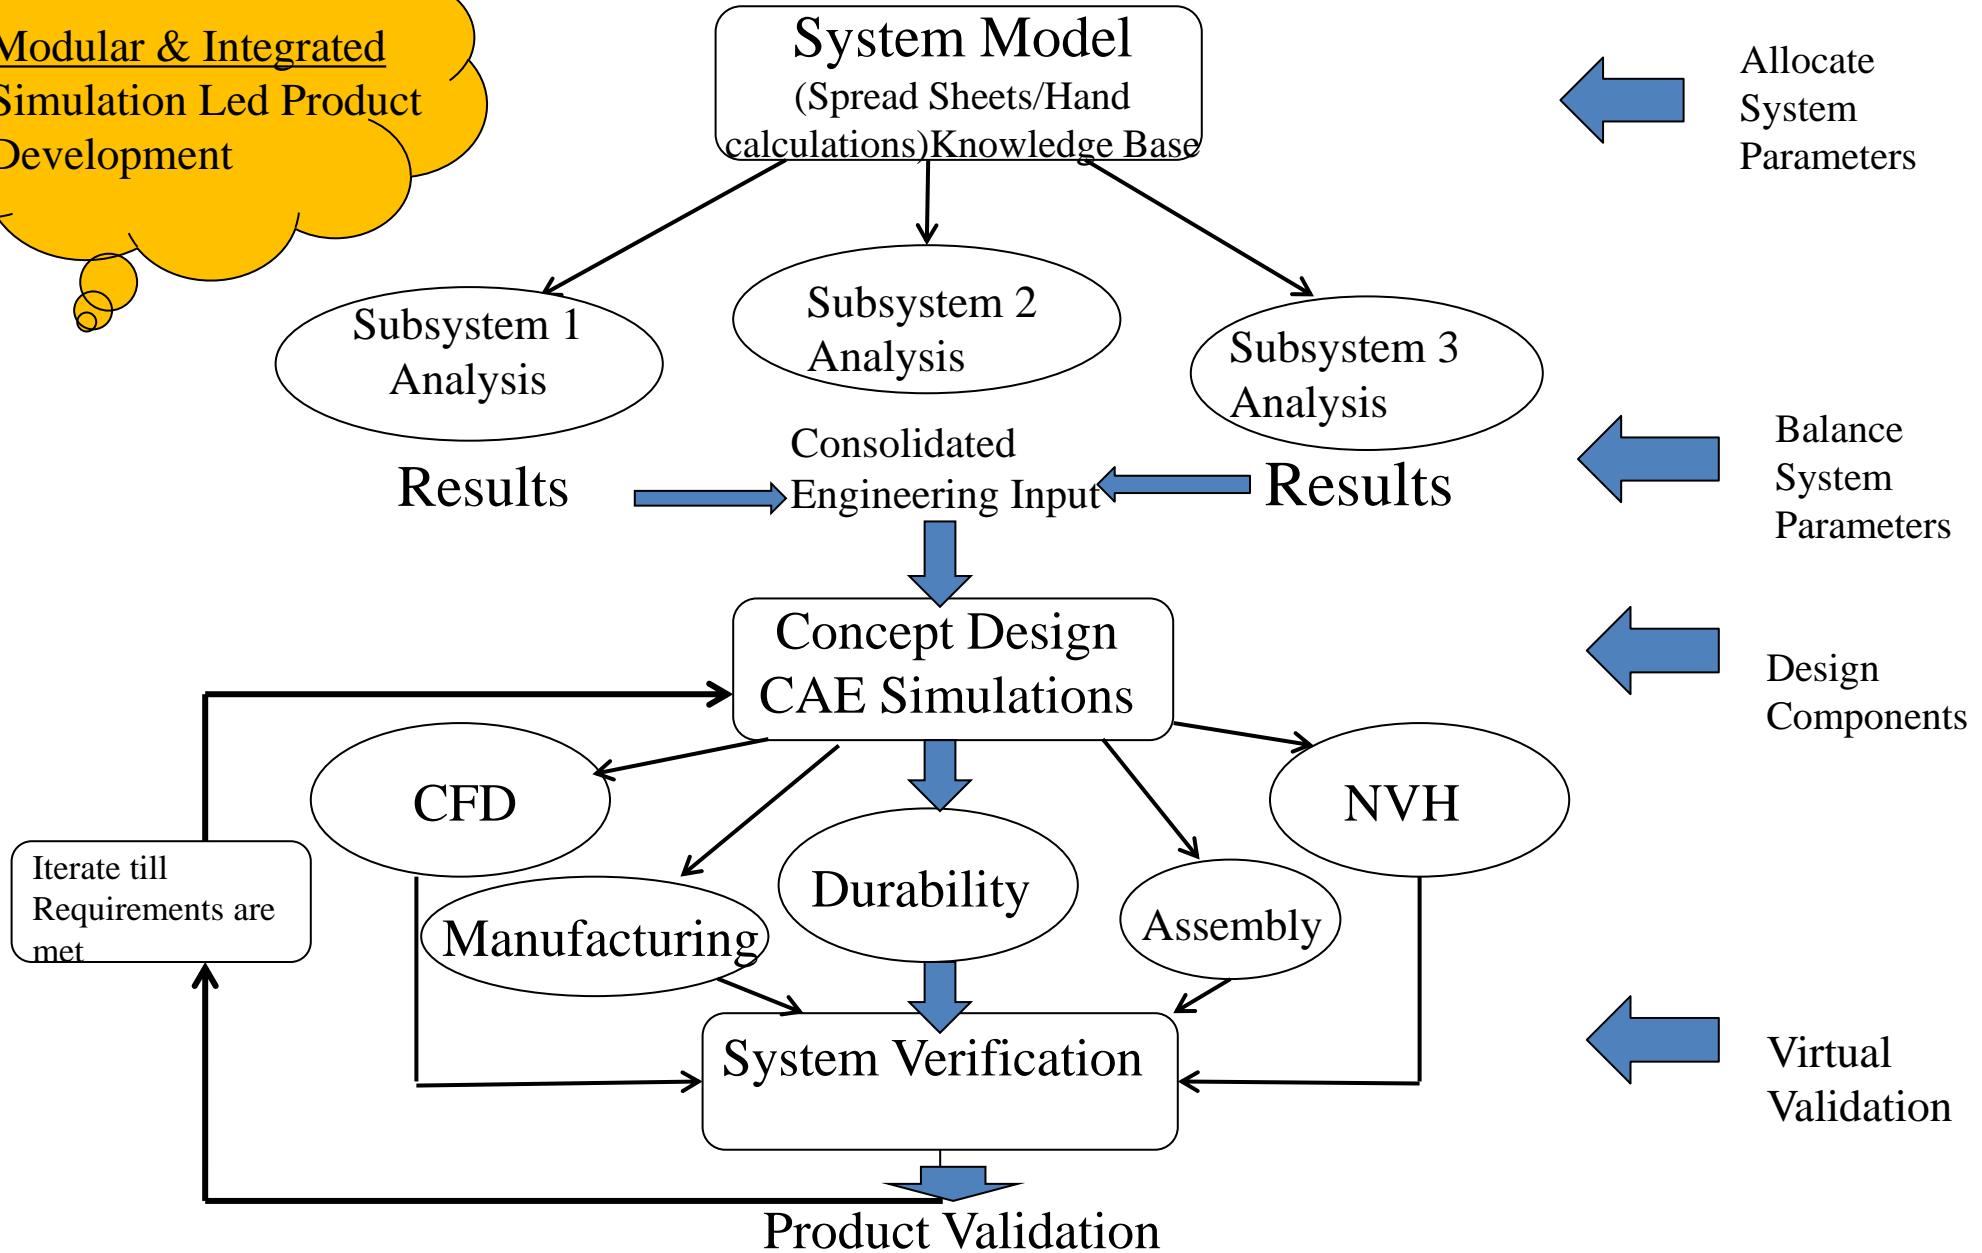 Modular & Integrated
Simulation Led Product
Development
System Model
(Spread Sheets/Hand
calculations)Knowledge Base
Allocate
System
Parameters
Subsystem 1
Analysis
Subsystem 2
Analysis
Subsystem 3
Analysis
Results
Consolidated
Engineering Input
Results
Balance
System
Parameters
Concept Design
CAE Simulations
Design
Components
CFD
Manufacturing
Durability
Assembly
NVH
Iterate till
Requirements are
met
System Verification
Virtual
Validation
Product Validation